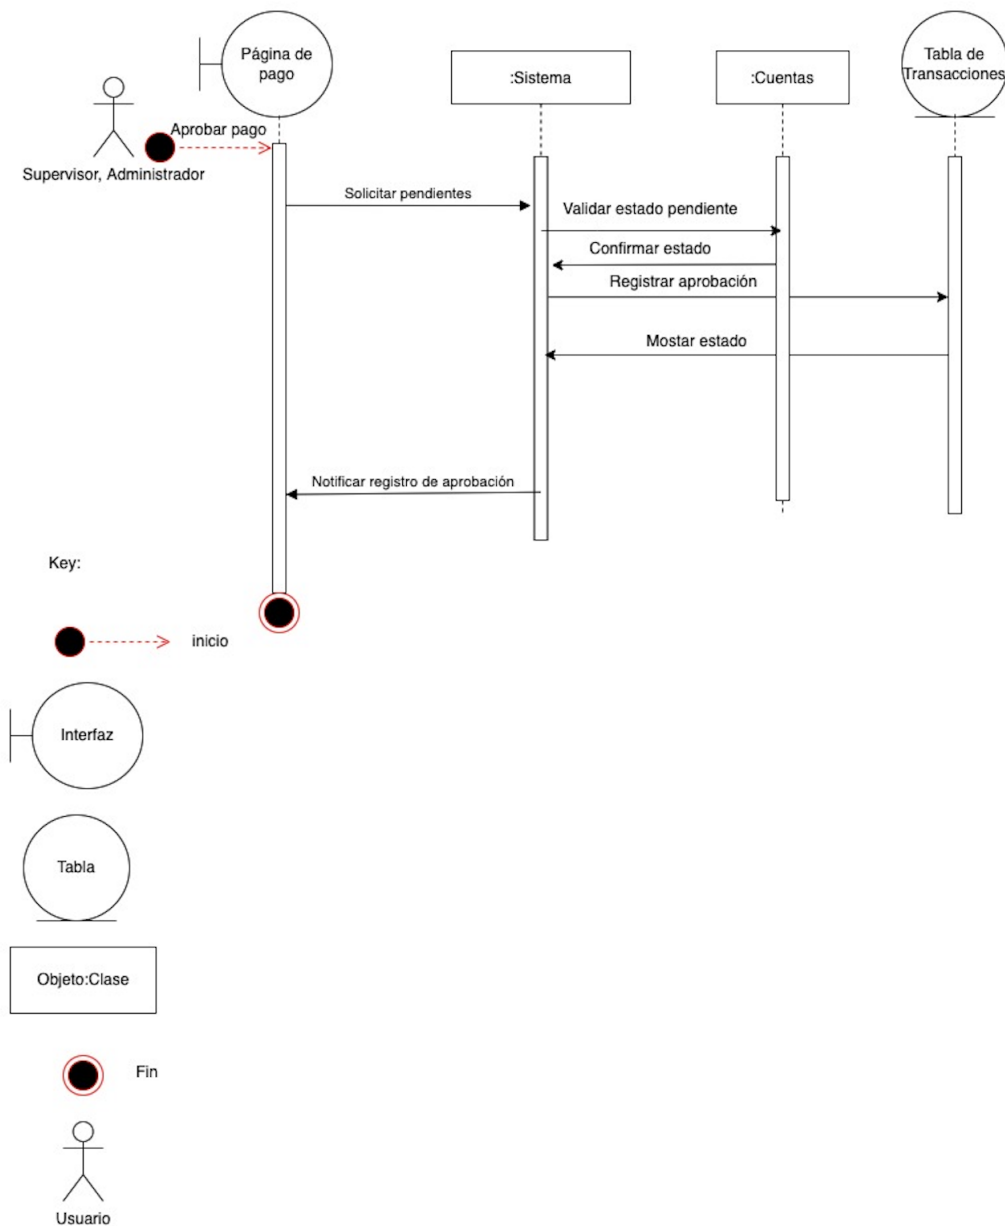 Página de
pago
:Sistema
:Cuentas
Tabla de
Transacciones
Aprobar pago
Supervisor, Administrador
Solicitar pendientes
Validar estado pendiente
Confirmar estado
Registrar aprobación
Mostar estado
Notificar registro de aprobación
Key:
inicio
Interfaz
Tabla
Objeto:Clase
Fin
Usuario